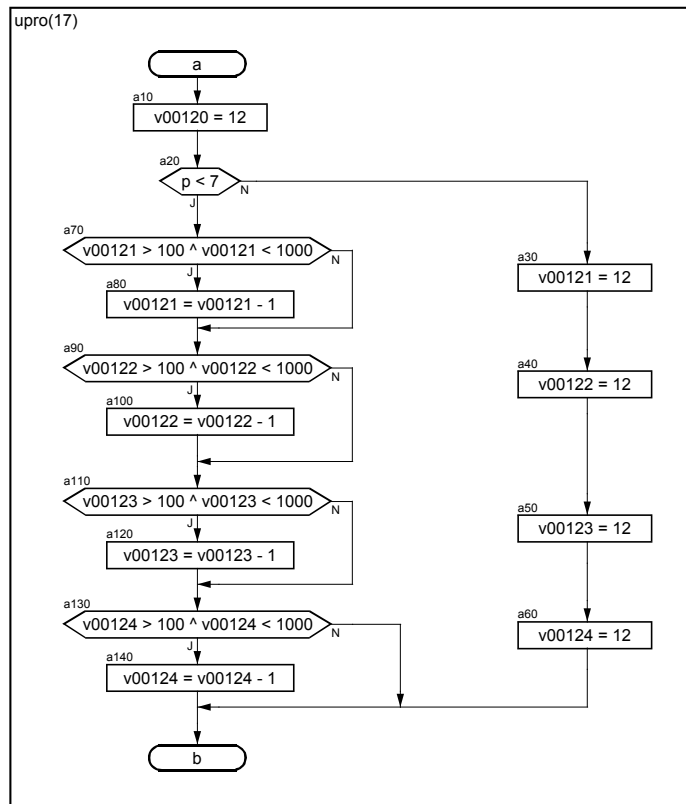 upro(17)
a
a10
v00120 = 12
a20
p < 7
N
J
a70
v00121 > 100 ^ v00121 < 1000
N
J
a80
v00121 = v00121 - 1
a90
v00122 > 100 ^ v00122 < 1000
N
J
a100
v00122 = v00122 - 1
a110
v00123 > 100 ^ v00123 < 1000
N
J
a120
v00123 = v00123 - 1
a130
v00124 > 100 ^ v00124 < 1000
N
J
a140
v00124 = v00124 - 1
a30
v00121 = 12
a40
v00122 = 12
a50
v00123 = 12
a60
v00124 = 12
b